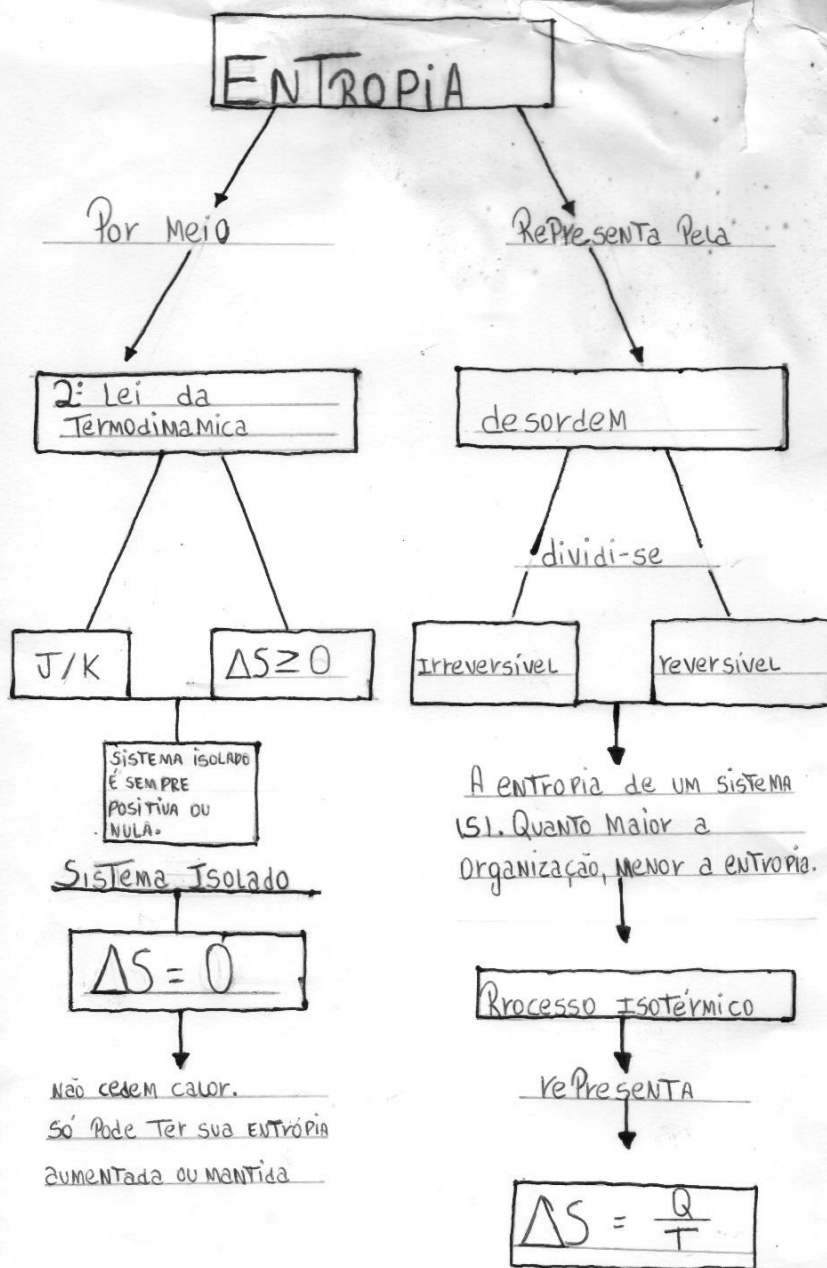 ENTROPIA
Por meio
Representa Pela
2ª Lei da
Termodimamica
desordem
dividi-se
J/K
ΔS≥0
Irreversível
reversível
SISTEMA ISOLADO
É SEMPRE
POSITIVA OU
NULA.
A entropia de um sistema
(S). Quanto Maior a
organização, menor a entropia.
Sistema Isolado
ΔS = 0
Processo Isotérmico
não cedem calor.
Só Pode Ter sua ENTRÓPIA
aumentada ou mantida
rePresenta
ΔS = Q/T